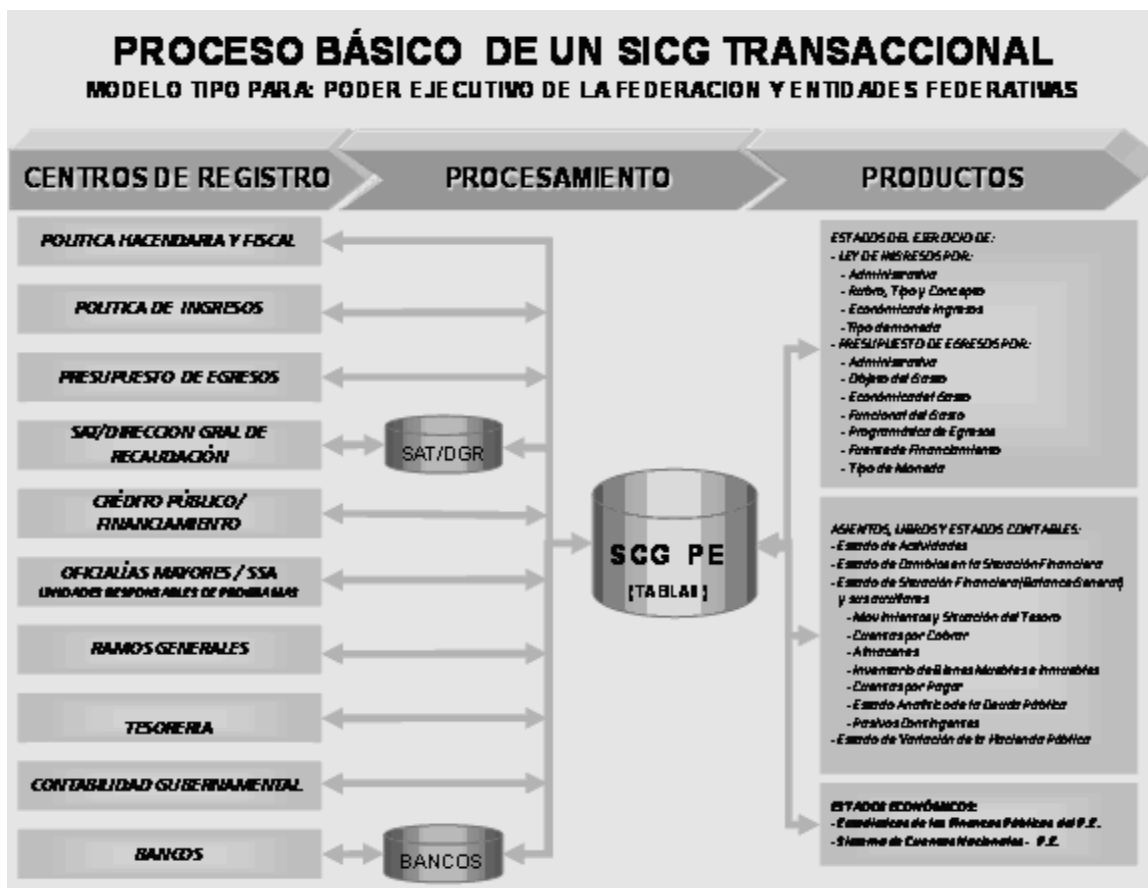 PROCESO BÁSICO DE UN SICG TRANSACCIONAL
MODELO TIPO PARA: PODER EJECUTIVO DE LA FEDERACION Y ENTIDADES FEDERATIVAS
CENTROS DE REGISTRO
PROCESAMIENTO
PRODUCTOS
POLITICA HACENDARIA Y FISCAL
POLITICA DE INGRESOS
PRESUPUESTO DE EGRESOS
SAT/DIRECCION GRAL DE
RECAUDACIÓN
CRÉDITO PÚBLICO/
FINANCIAMIENTO
OFICIALÍAS MAYORES / SSA
UNIDADES RESPONSABLES DE PROGRAMAS
RAMOS GENERALES
TESORERIA
CONTABILIDAD GUBERNAMENTAL
BANCOS
SAT/DGR
BANCOS
SCG PE
(TABLAS)
ESTADOS DEL EJERCICIO DE:
- LEY DE INGRESOS POR:
- Administrativa
- Rubro, Tipo y Concepto
- Económica de Ingresos
- Tipo de moneda
- PRESUPUESTO DE EGRESOS POR:
- Administrativa
- Objeto del Gasto
- Económica del Gasto
- Funcional del Gasto
- Programática de Egresos
- Fuente de Financiamiento
- Tipo de Moneda
ASIENTOS, LIBROS Y ESTADOS CONTABLES:
- Estado de Actividades
- Estado de Cambios en la Situación Financiera
- Estado de Situación Financiera (Balance General)
y sus auxiliares
- Movimientos y Situación del Tesoro
- Cuentas por Cobrar
- Almacenes
- Inventario de Bienes Muebles e Inmuebles
- Cuentas por Pagar
- Estado Analítico de la Deuda Pública
- Pasivos Contingentes
- Estado de Variación de la Hacienda Pública
ESTADOS ECONÓMICOS:
- Estadísticas de las Finanzas Públicas del P.E.
- Sistema de Cuentas Nacionales - P.E.